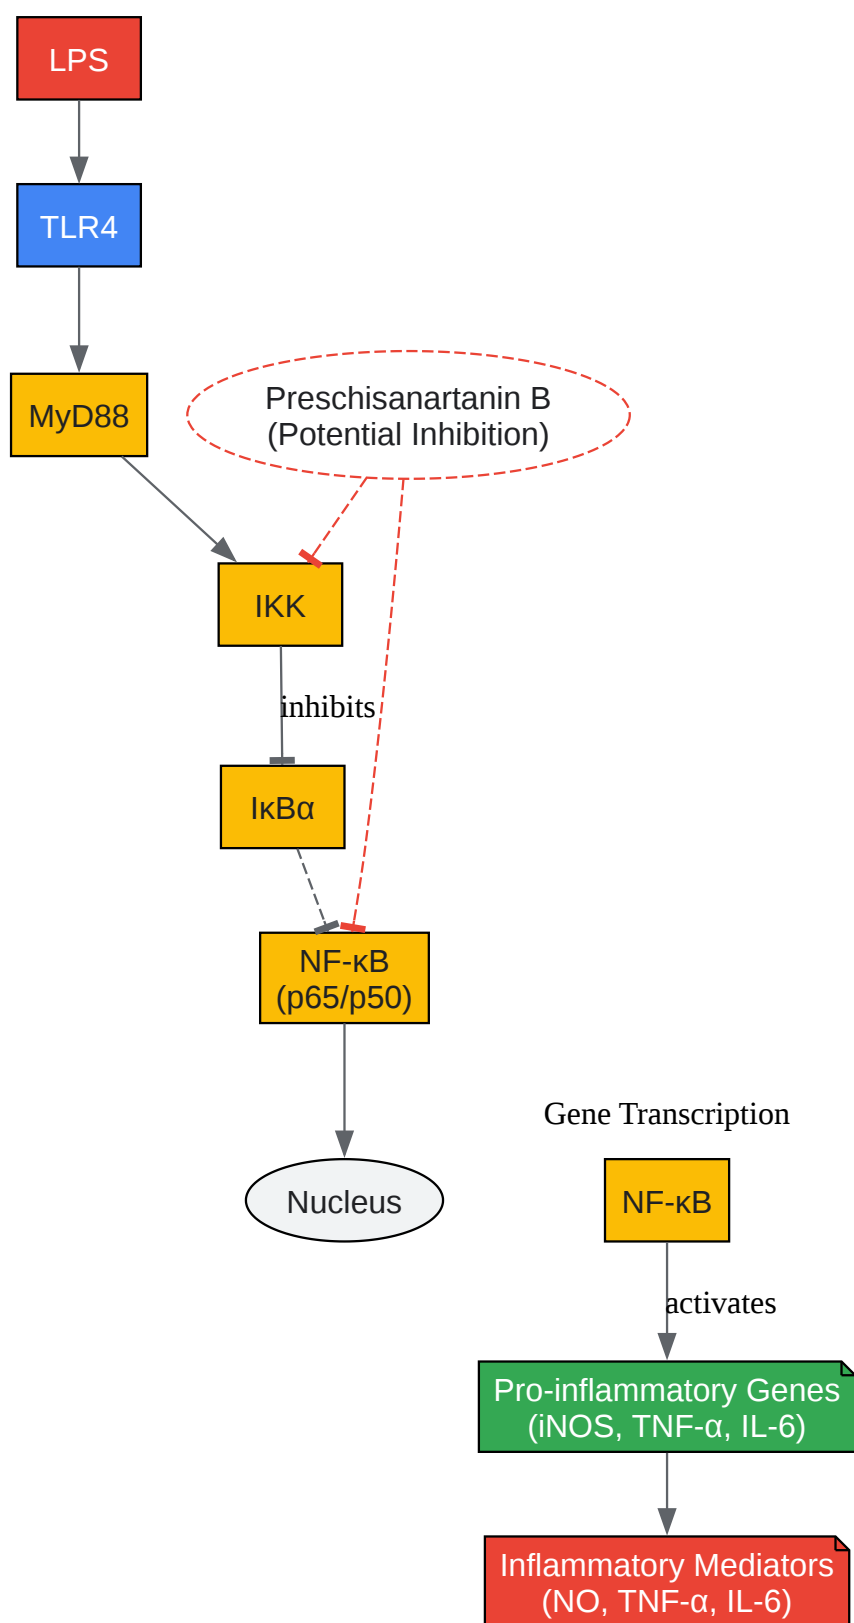 LPS
TLR4
MyD88
Preschisanartanin B
(Potential Inhibition)
IKK
inhibits
IκBα
NF-κB
(p65/p50)
Nucleus
Gene Transcription
NF-κB
activates
Pro-inflammatory Genes
(iNOS, TNF-α, IL-6)
Inflammatory Mediators
(NO, TNF-α, IL-6)